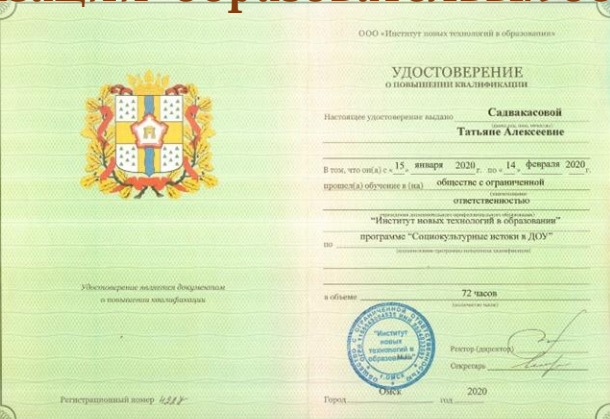 ООО «Институт новых технологий в образовании»
УДОСТОВЕРЕНИЕ
О ПОВЫШЕНИИ КВАЛИФИКАЦИИ
Настоящее удостоверение выдано Садвакасовой
Татьяне Алексеевне
В том, что он(а) с «15» января 2020 г. по «14» февраля 2020 г.
прошел(а) обучение в (на) обществе с ограниченной
ответственностью
“Институт новых технологий в образовании”
по программе “Социокультурные истоки в ДОУ”
в объеме 72 часов
(количество часов)
Удостоверение является документом
о повышении квалификации
"Институт
новых
технологий в
образовании"
г.ОМСК
Ректор (директор)
Секретарь
Регистрационный номер
Город Омск год 2020